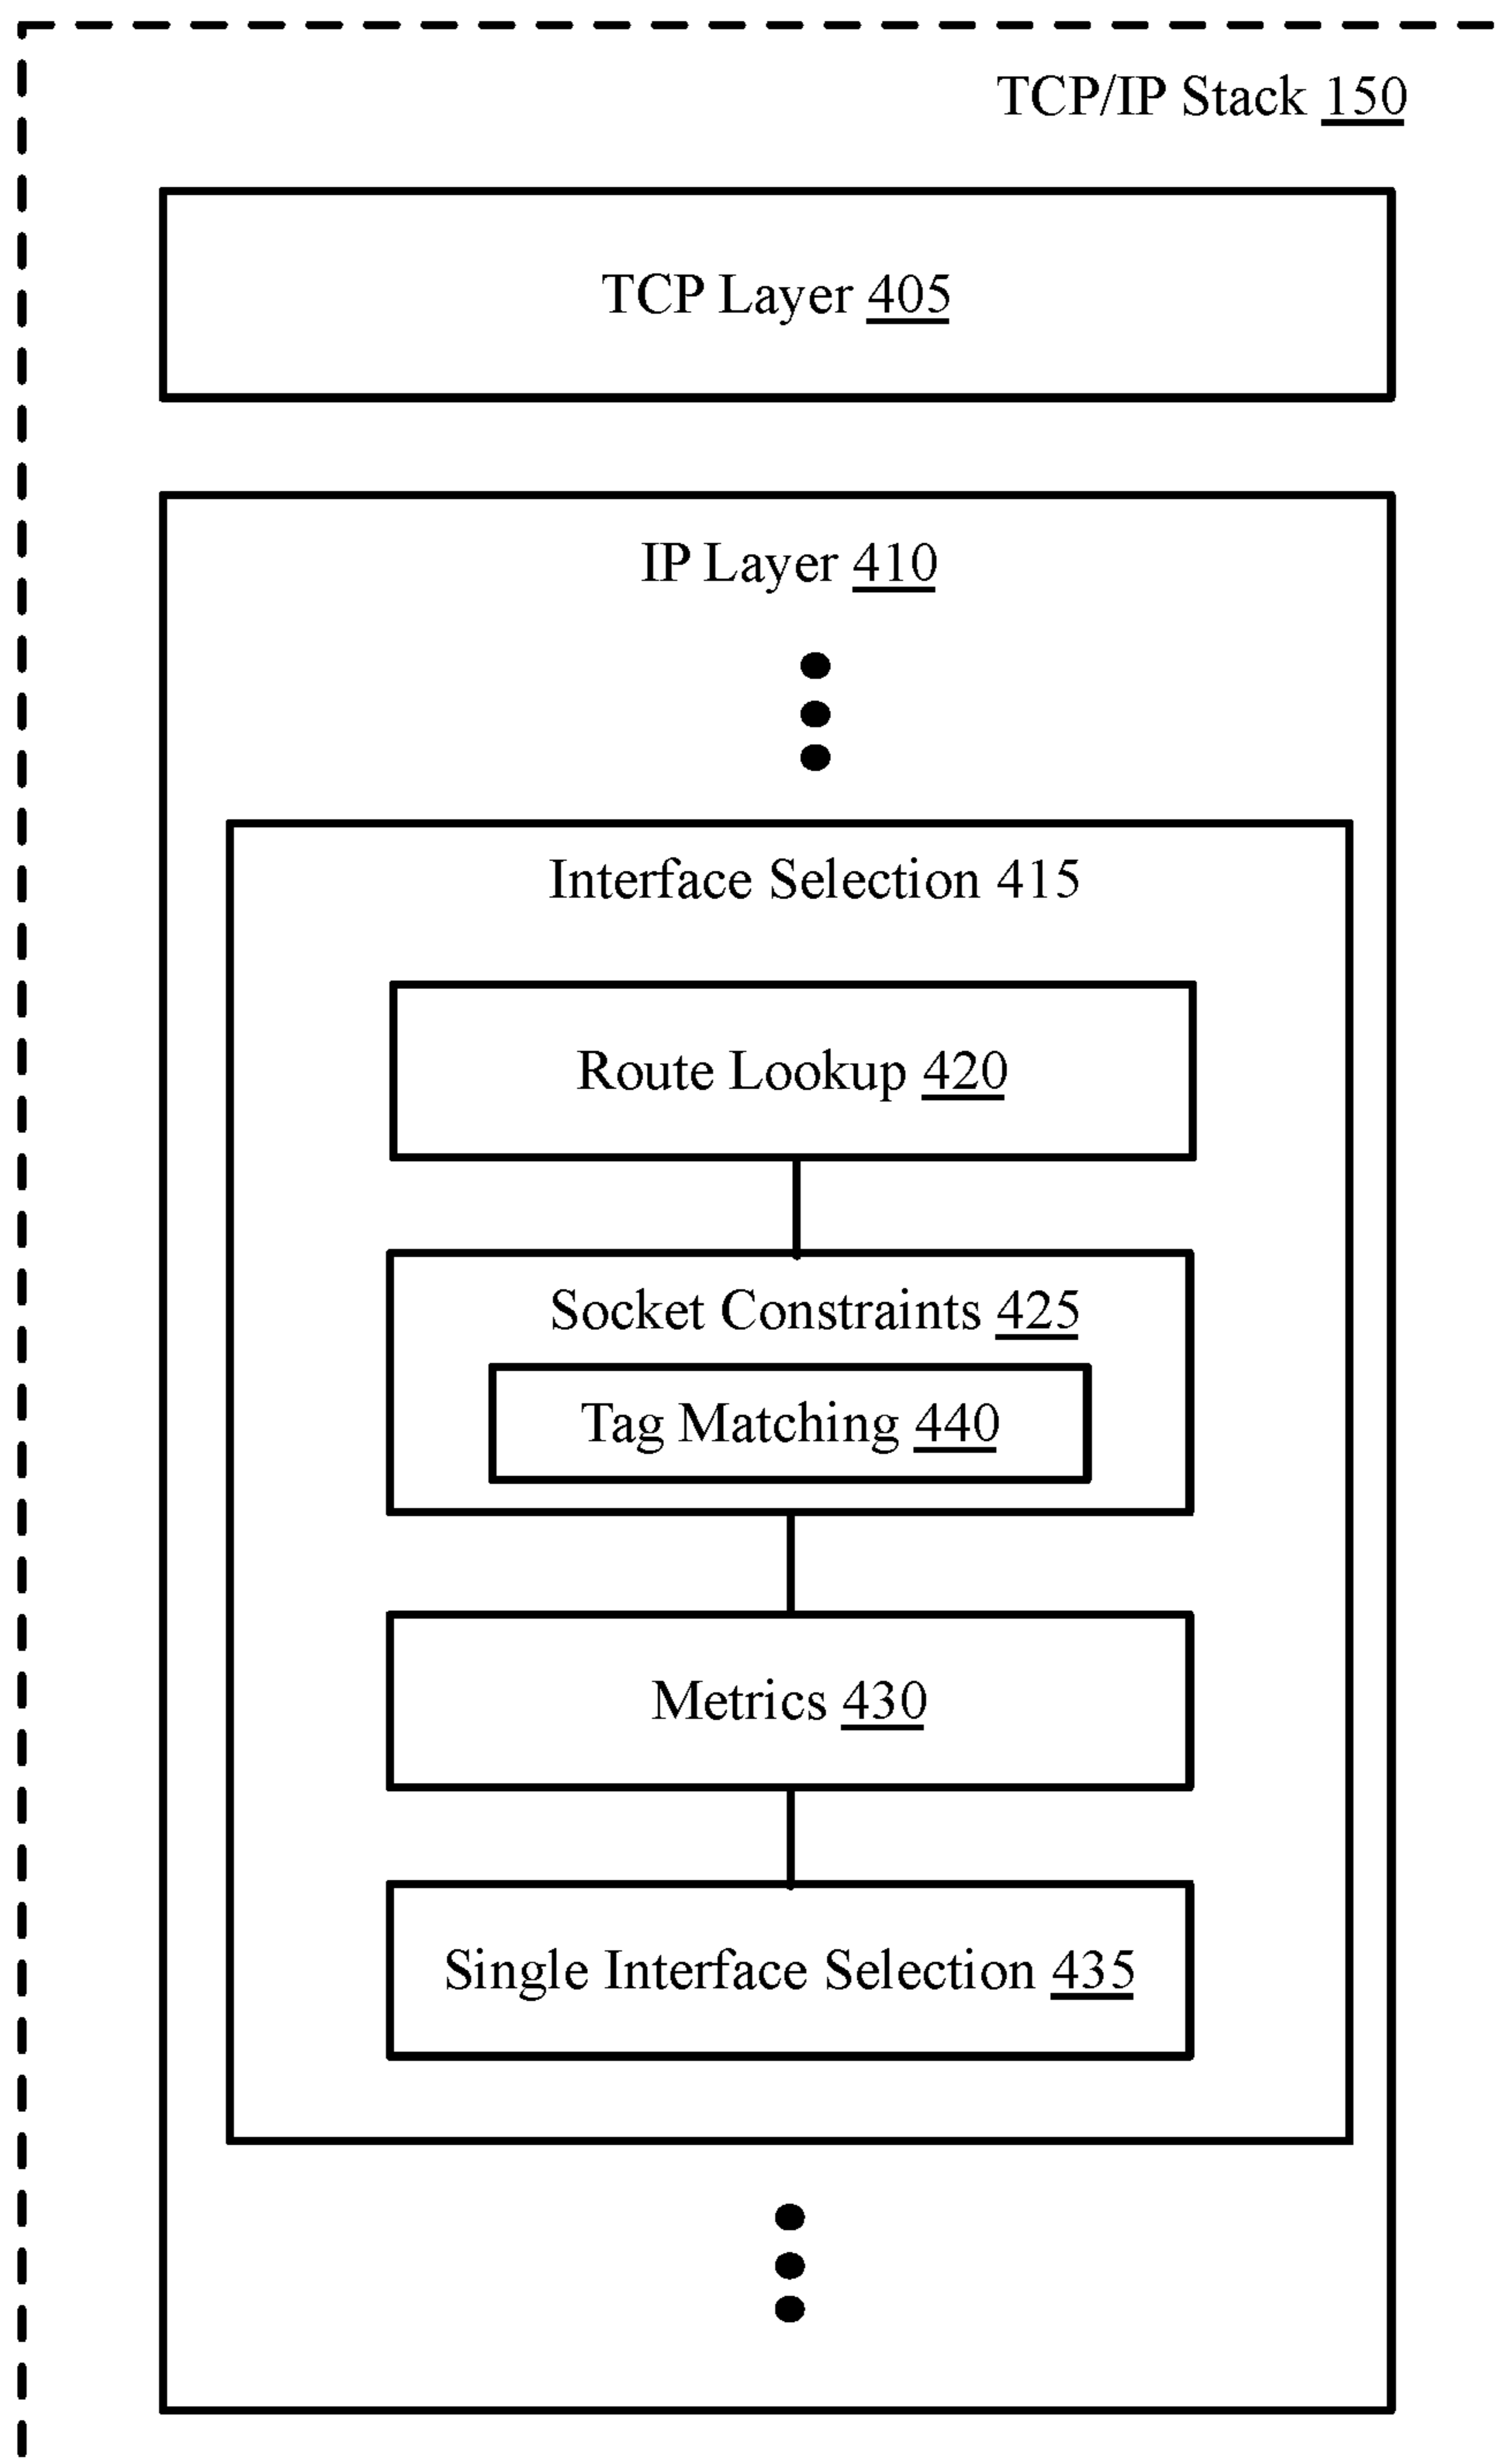 TCP/IP Stack 150
TCP Layer 405
IP Layer 410
Interface Selection 415
Route Lookup 420
Socket Constraints 425
Tag Matching 440
Metrics 430
Single Interface Selection 435